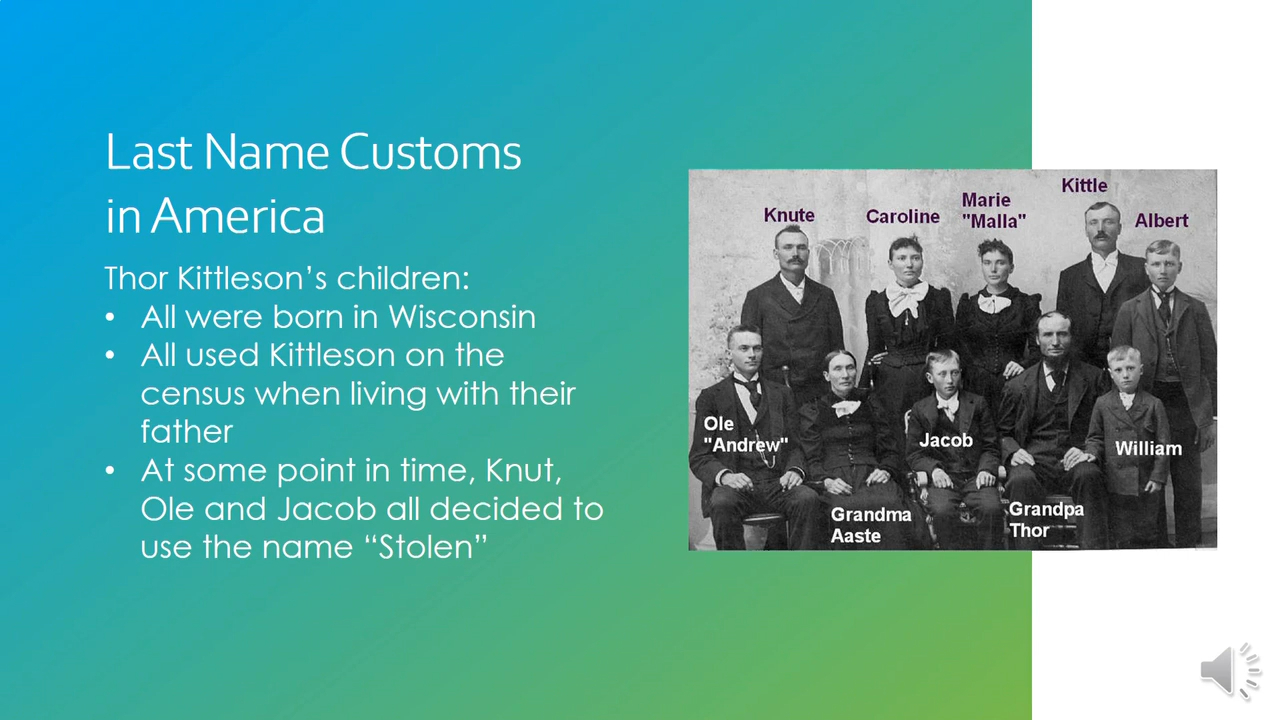 Last Name Customs
in America
Thor Kittleson’s children:
• All were born in Wisconsin
• All used Kittleson on the
census when living with their
father
• At some point in time, Knut,
Ole and Jacob all decided to
use the name “Stolen”
Knute
Caroline
Marie
"Malla"
Kittle
Albert
Ole
"Andrew"
Jacob
William
Grandma
Aaste
Grandpa
Thor